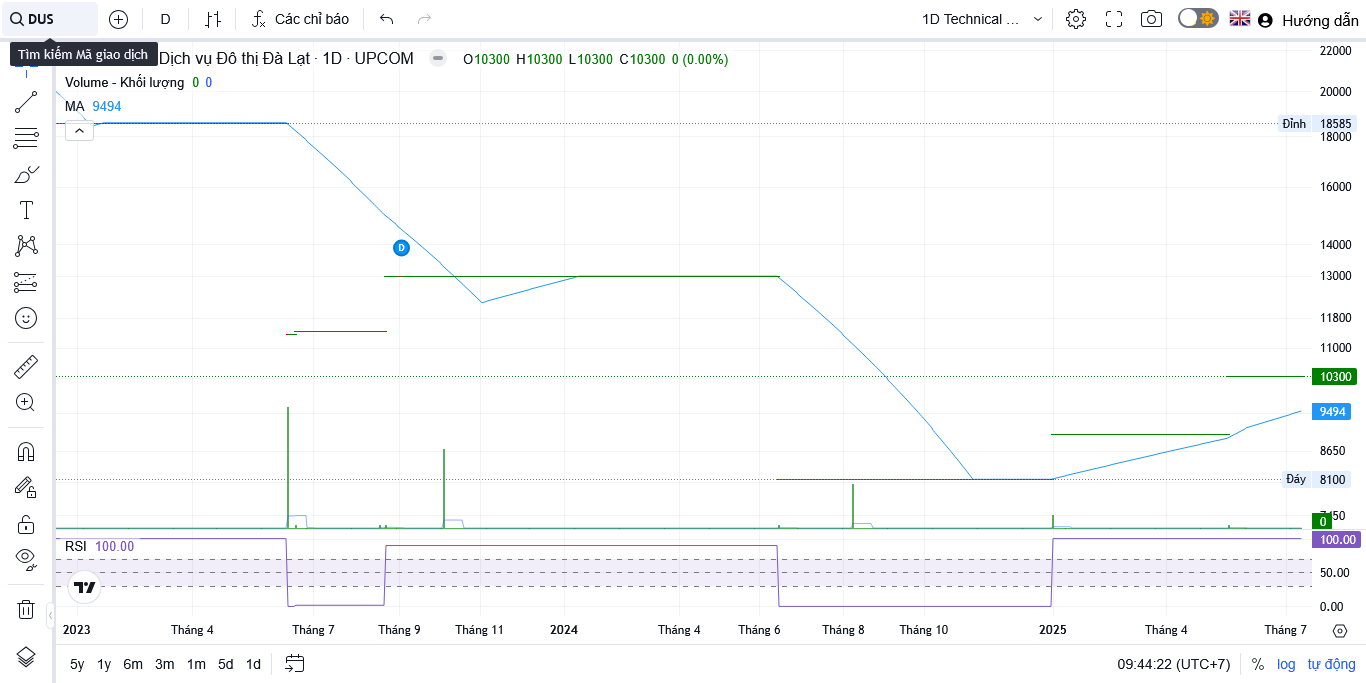 DUS
D
Các chỉ báo
1D Technical ...
Hướng dẫn
Tìm kiếm Mã giao dịch
Dịch vụ Đô thị Đà Lạt · 1D · UPCOM
O10300 H10300 L10300 C10300 0 (0.00%)
Volume - Khối lượng 0 0
MA 9494
22000
20000
Đỉnh 18585
18000
16000
14000
13000
11800
11000
10300
9494
8650
Đáy 8100
0
D
RSI 100.00
100.00
50.00
0.00
2023 Tháng 4 Tháng 7 Tháng 9 Tháng 11 2024 Tháng 4 Tháng 6 Tháng 8 Tháng 10 2025 Tháng 4 Tháng 7
5y 1y 6m 3m 1m 5d 1d
09:44:22 (UTC+7) % log tự động